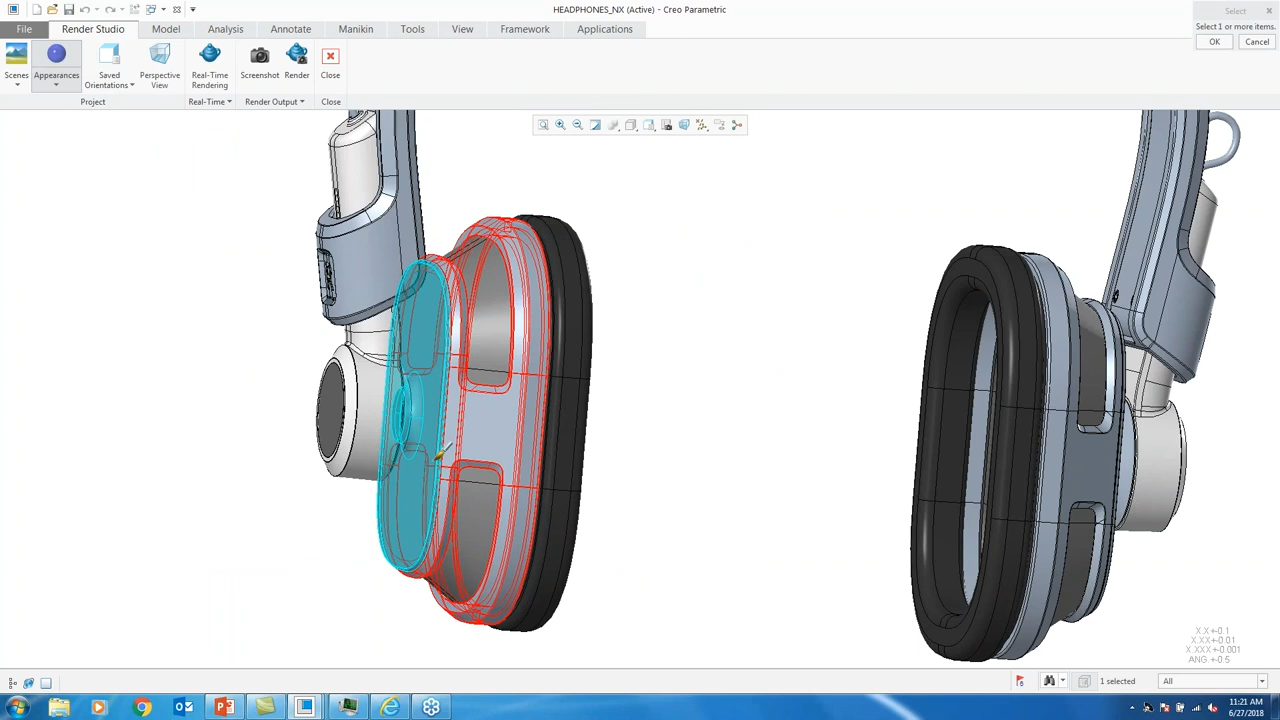 HEADPHONES_NX (Active) - Creo Parametric
Select
File
Render Studio
Model
Analysis
Annotate
Manikin
Tools
View
Framework
Applications
Select 1 or more items.
OK
Cancel
Scenes
Appearances
Saved
Orientations
Perspective
View
Real-Time
Rendering
Screenshot
Render
Close
Project
Real-Time
Render Output
Close
X.X +-0.1
X.XX +-0.01
X.XXX +-0.001
ANG. +-0.5
1 selected
All
11:21 AM
6/27/2018